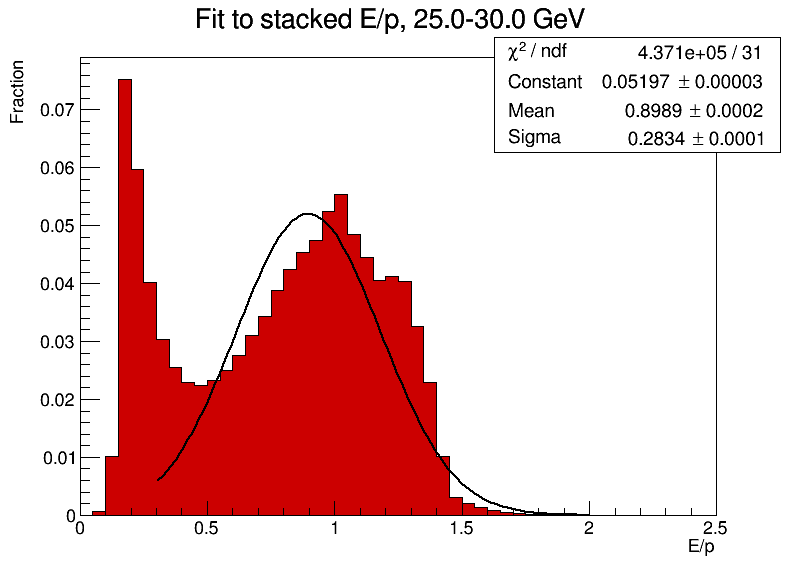 Fit to stacked E/p, 25.0-30.0 GeV
χ² / ndf 4.371e+05 / 31
Constant 0.05197 ± 0.00003
Mean 0.8989 ± 0.0002
Sigma 0.2834 ± 0.0001
Fraction
0.07
0.06
0.05
0.04
0.03
0.02
0.01
0
0 0.5 1 1.5 2 2.5
E/p